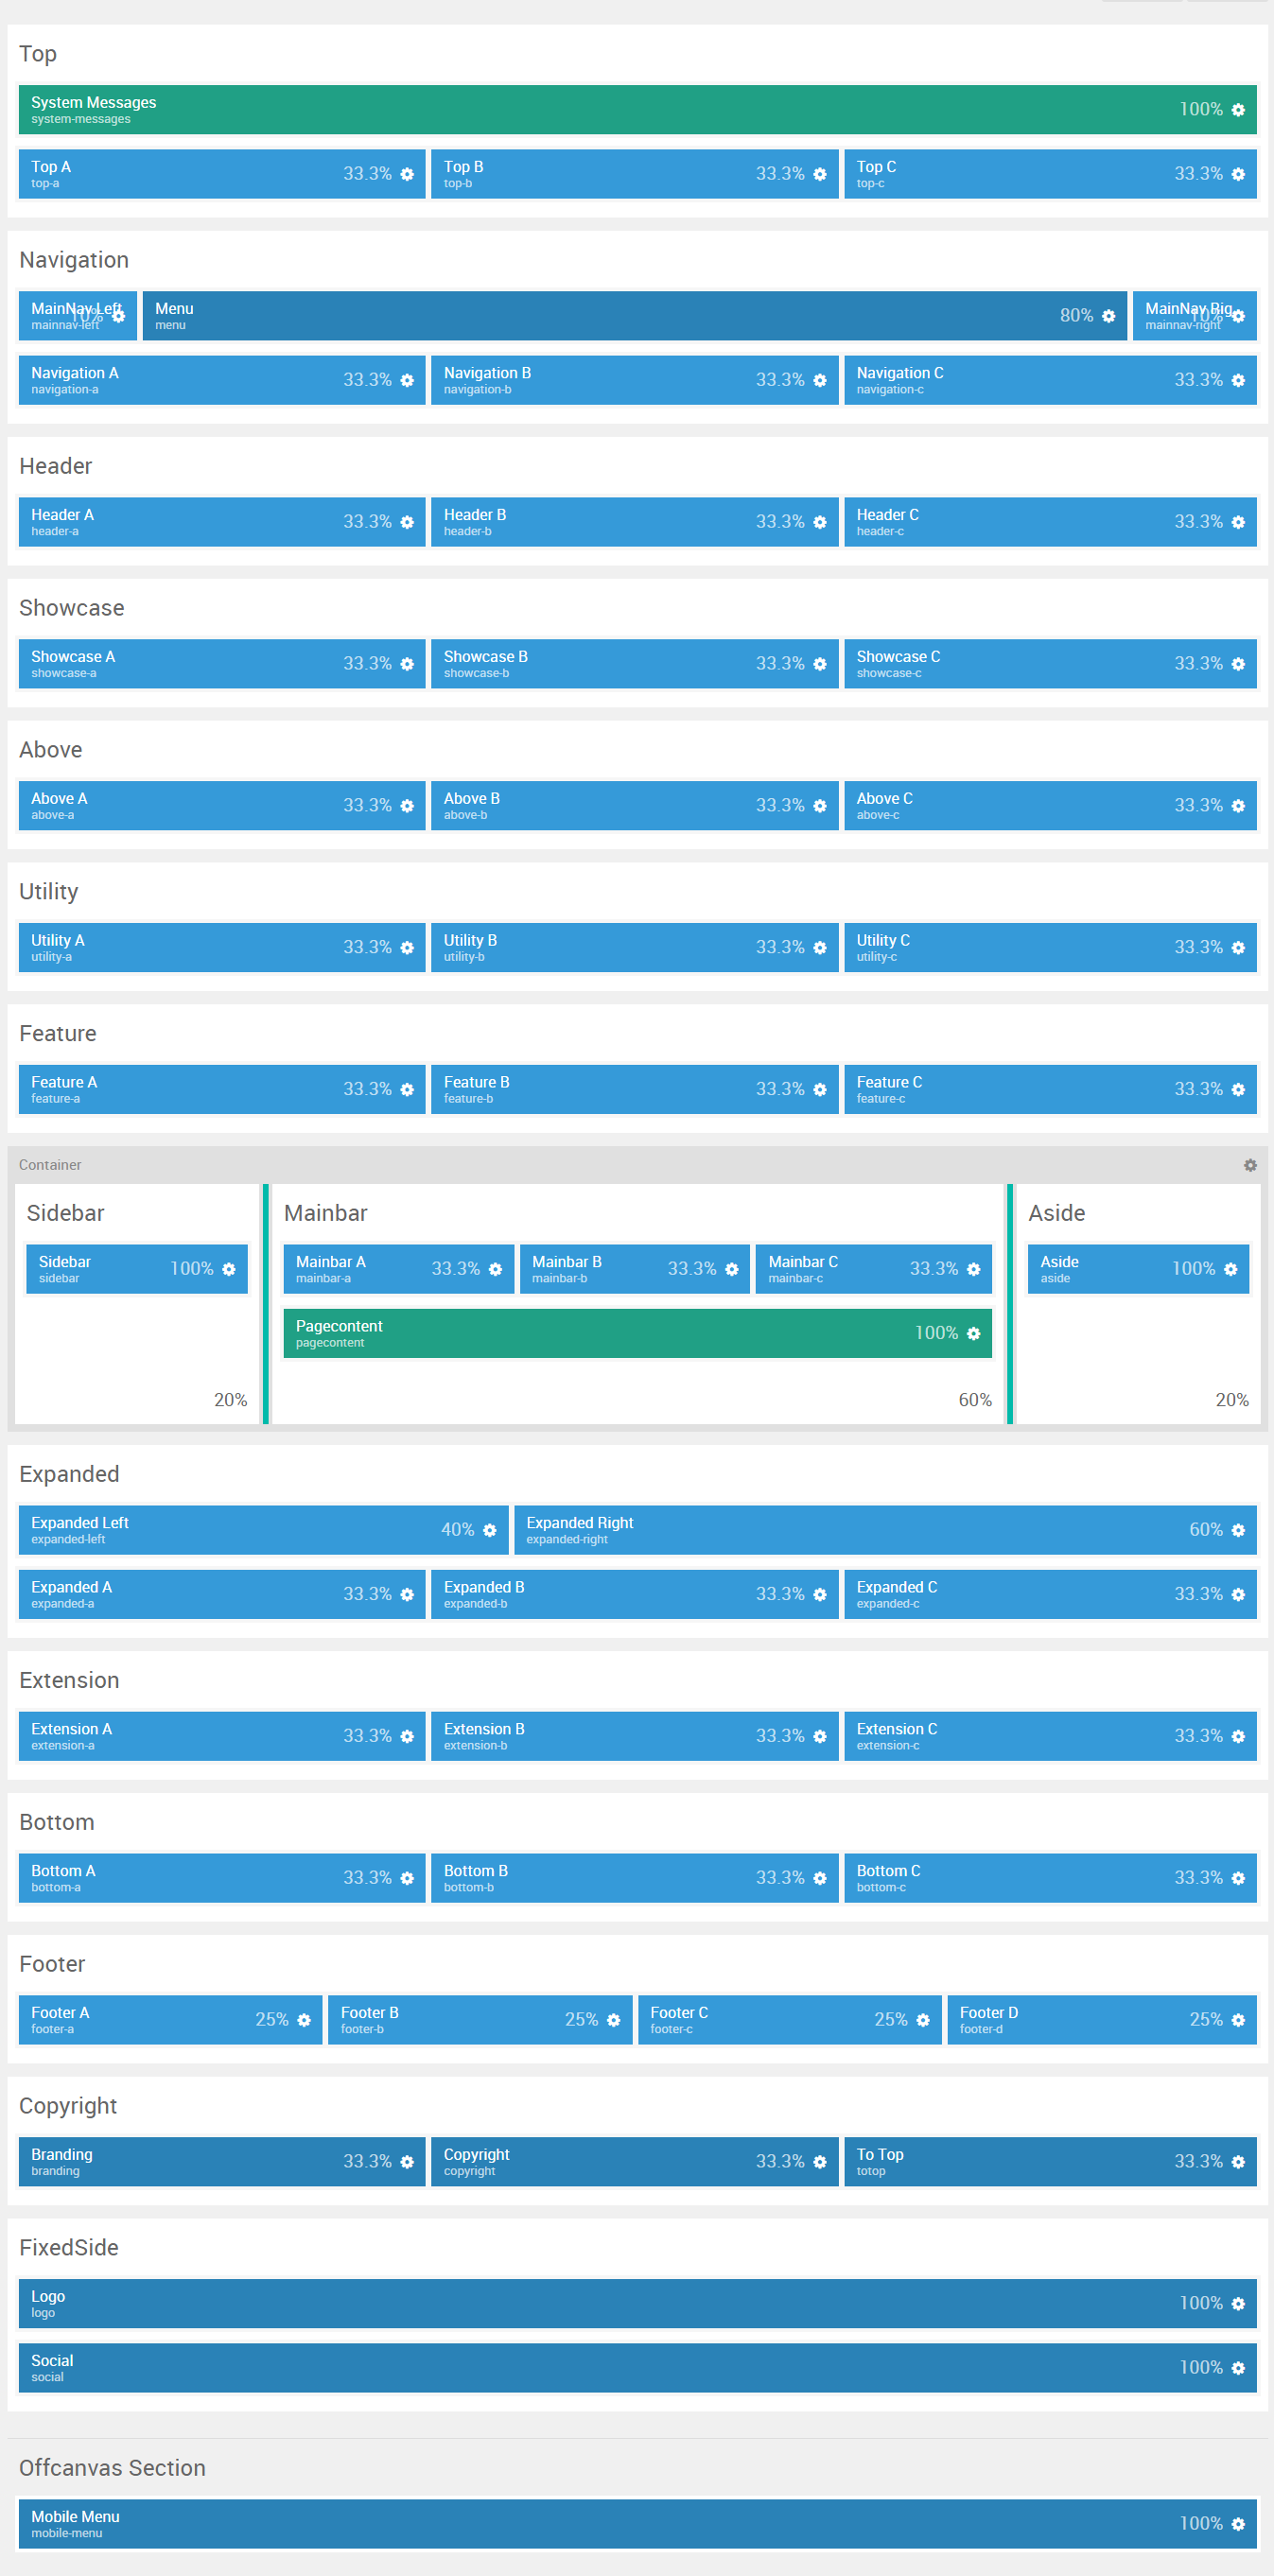 Top
System Messages 100%
system-messages
Top A 33.3% Top B 33.3% Top C 33.3%
top-a top-b top-c
Navigation
MainNav Left 10% Menu 80% MainNav Rig 10%
mainnav-left menu mainnav-right
Navigation A 33.3% Navigation B 33.3% Navigation C 33.3%
navigation-a navigation-b navigation-c
Header
Header A 33.3% Header B 33.3% Header C 33.3%
header-a header-b header-c
Showcase
Showcase A 33.3% Showcase B 33.3% Showcase C 33.3%
showcase-a showcase-b showcase-c
Above
Above A 33.3% Above B 33.3% Above C 33.3%
above-a above-b above-c
Utility
Utility A 33.3% Utility B 33.3% Utility C 33.3%
utility-a utility-b utility-c
Feature
Feature A 33.3% Feature B 33.3% Feature C 33.3%
feature-a feature-b feature-c
Container
Sidebar Mainbar Aside
Sidebar 100% Mainbar A 33.3% Mainbar B 33.3% Mainbar C 33.3% Aside 100%
sidebar mainbar-a mainbar-b mainbar-c aside
Pagecontent 100%
pagecontent
20% 60% 20%
Expanded
Expanded Left 40% Expanded Right 60%
expanded-left expanded-right
Expanded A 33.3% Expanded B 33.3% Expanded C 33.3%
expanded-a expanded-b expanded-c
Extension
Extension A 33.3% Extension B 33.3% Extension C 33.3%
extension-a extension-b extension-c
Bottom
Bottom A 33.3% Bottom B 33.3% Bottom C 33.3%
bottom-a bottom-b bottom-c
Footer
Footer A 25% Footer B 25% Footer C 25% Footer D 25%
footer-a footer-b footer-c footer-d
Copyright
Branding 33.3% Copyright 33.3% To Top 33.3%
branding copyright totop
FixedSide
Logo 100%
logo
Social 100%
social
Offcanvas Section
Mobile Menu 100%
mobile-menu